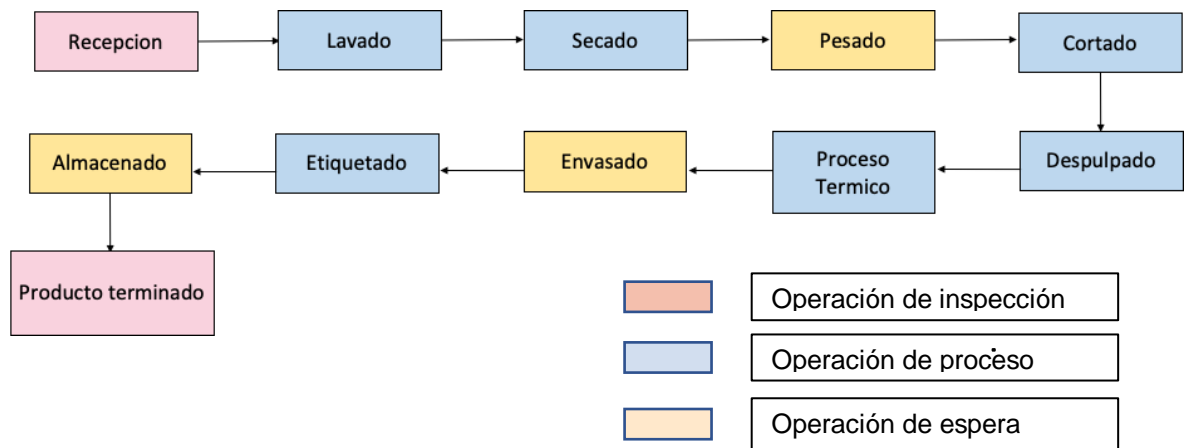 Recepcion
Lavado
Secado
Pesado
Cortado
Almacenado
Etiquetado
Envasado
Proceso
Termico
Despulpado
Producto terminado
Operación de inspección
Operación de proceso
Operación de espera